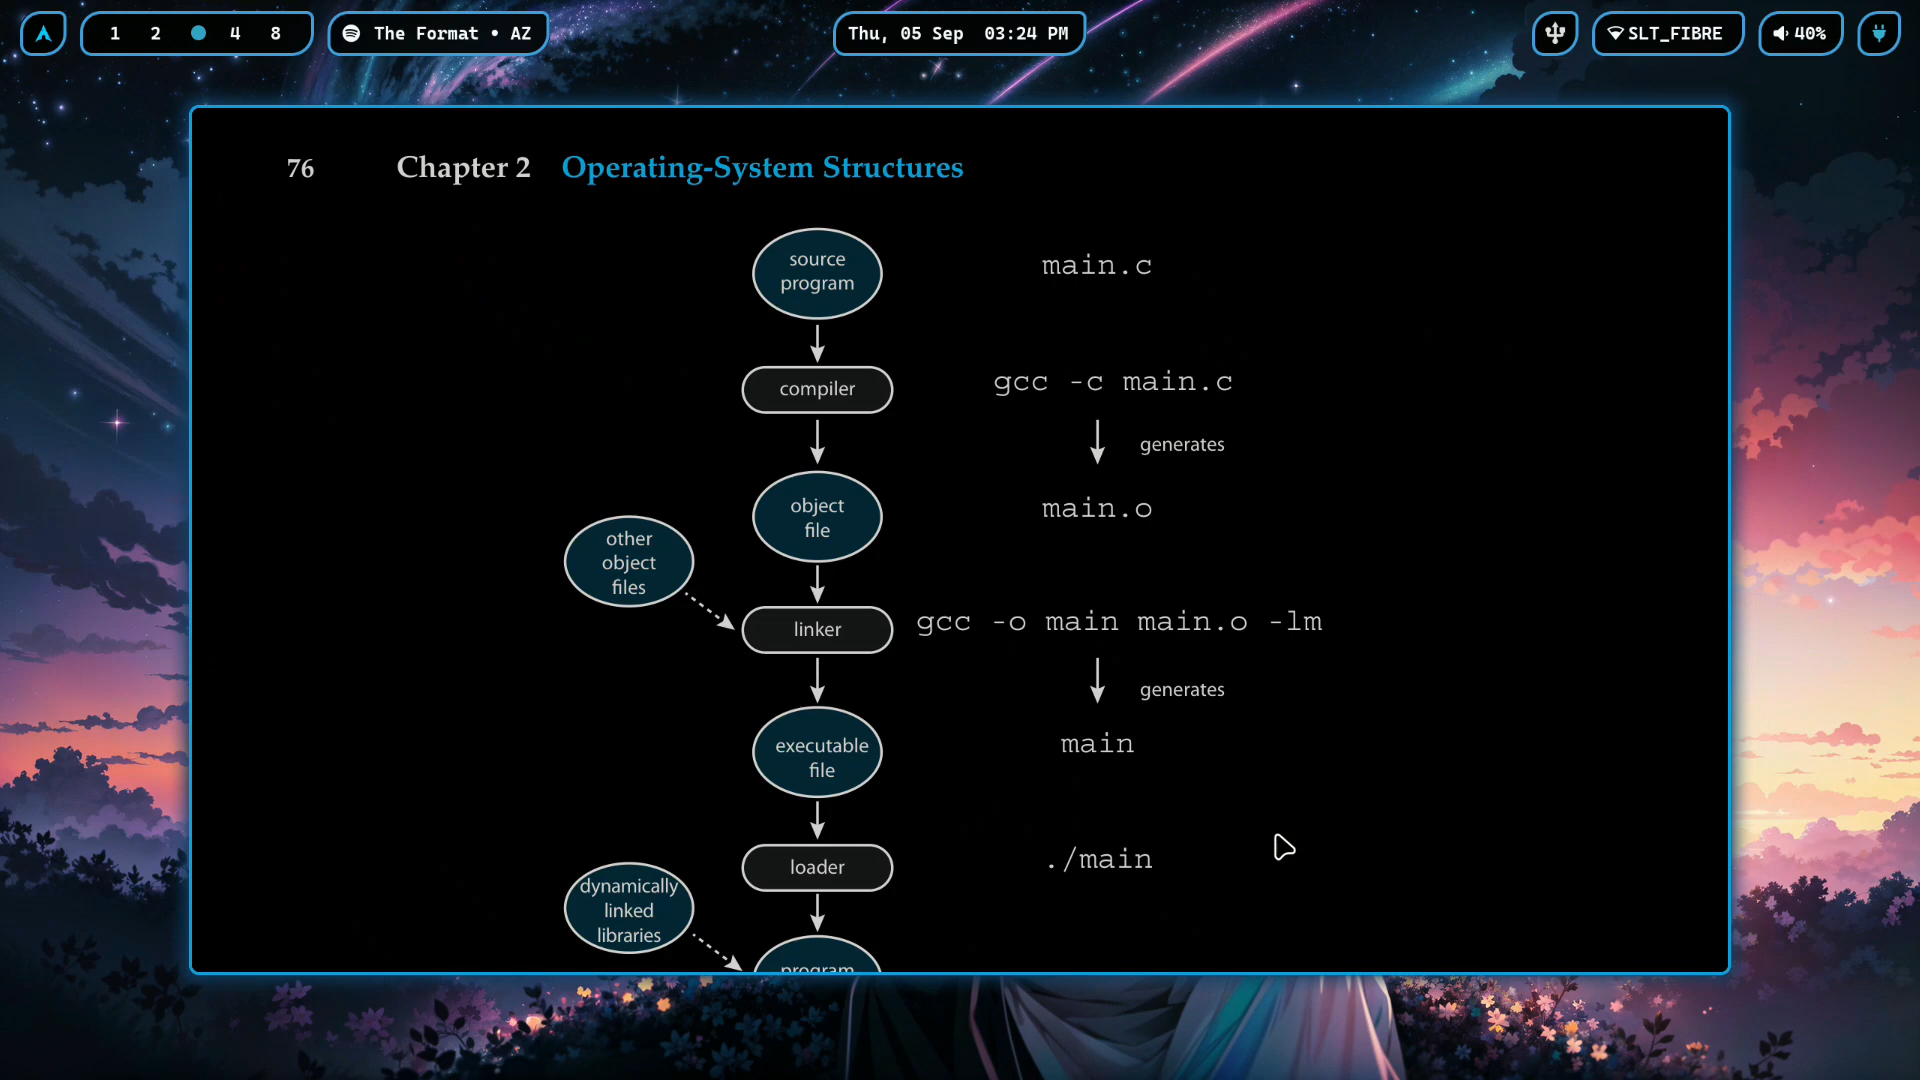 1 2 4 8
The Format • AZ
Thu, 05 Sep 03:24 PM
SLT_FIBRE
40%
76 Chapter 2 Operating-System Structures
source
program
main.c
compiler
gcc -c main.c
generates
object
file
main.o
other
object
files
linker
gcc -o main main.o -lm
generates
executable
file
main
loader
./main
dynamically
linked
libraries
program